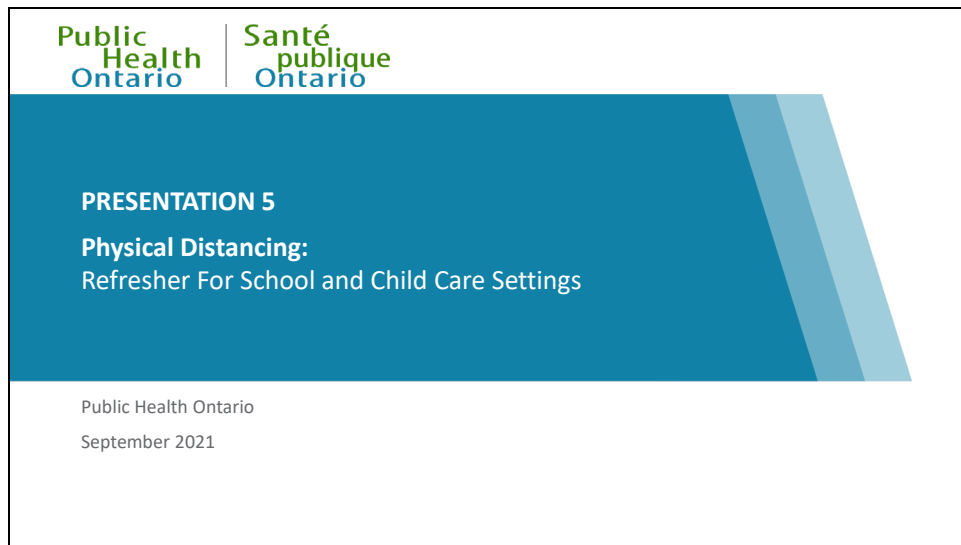 Public
Health
Ontario
Santé
publique
Ontario
PRESENTATION 5
Physical Distancing:
Refresher For School and Child Care Settings
Public Health Ontario
September 2021